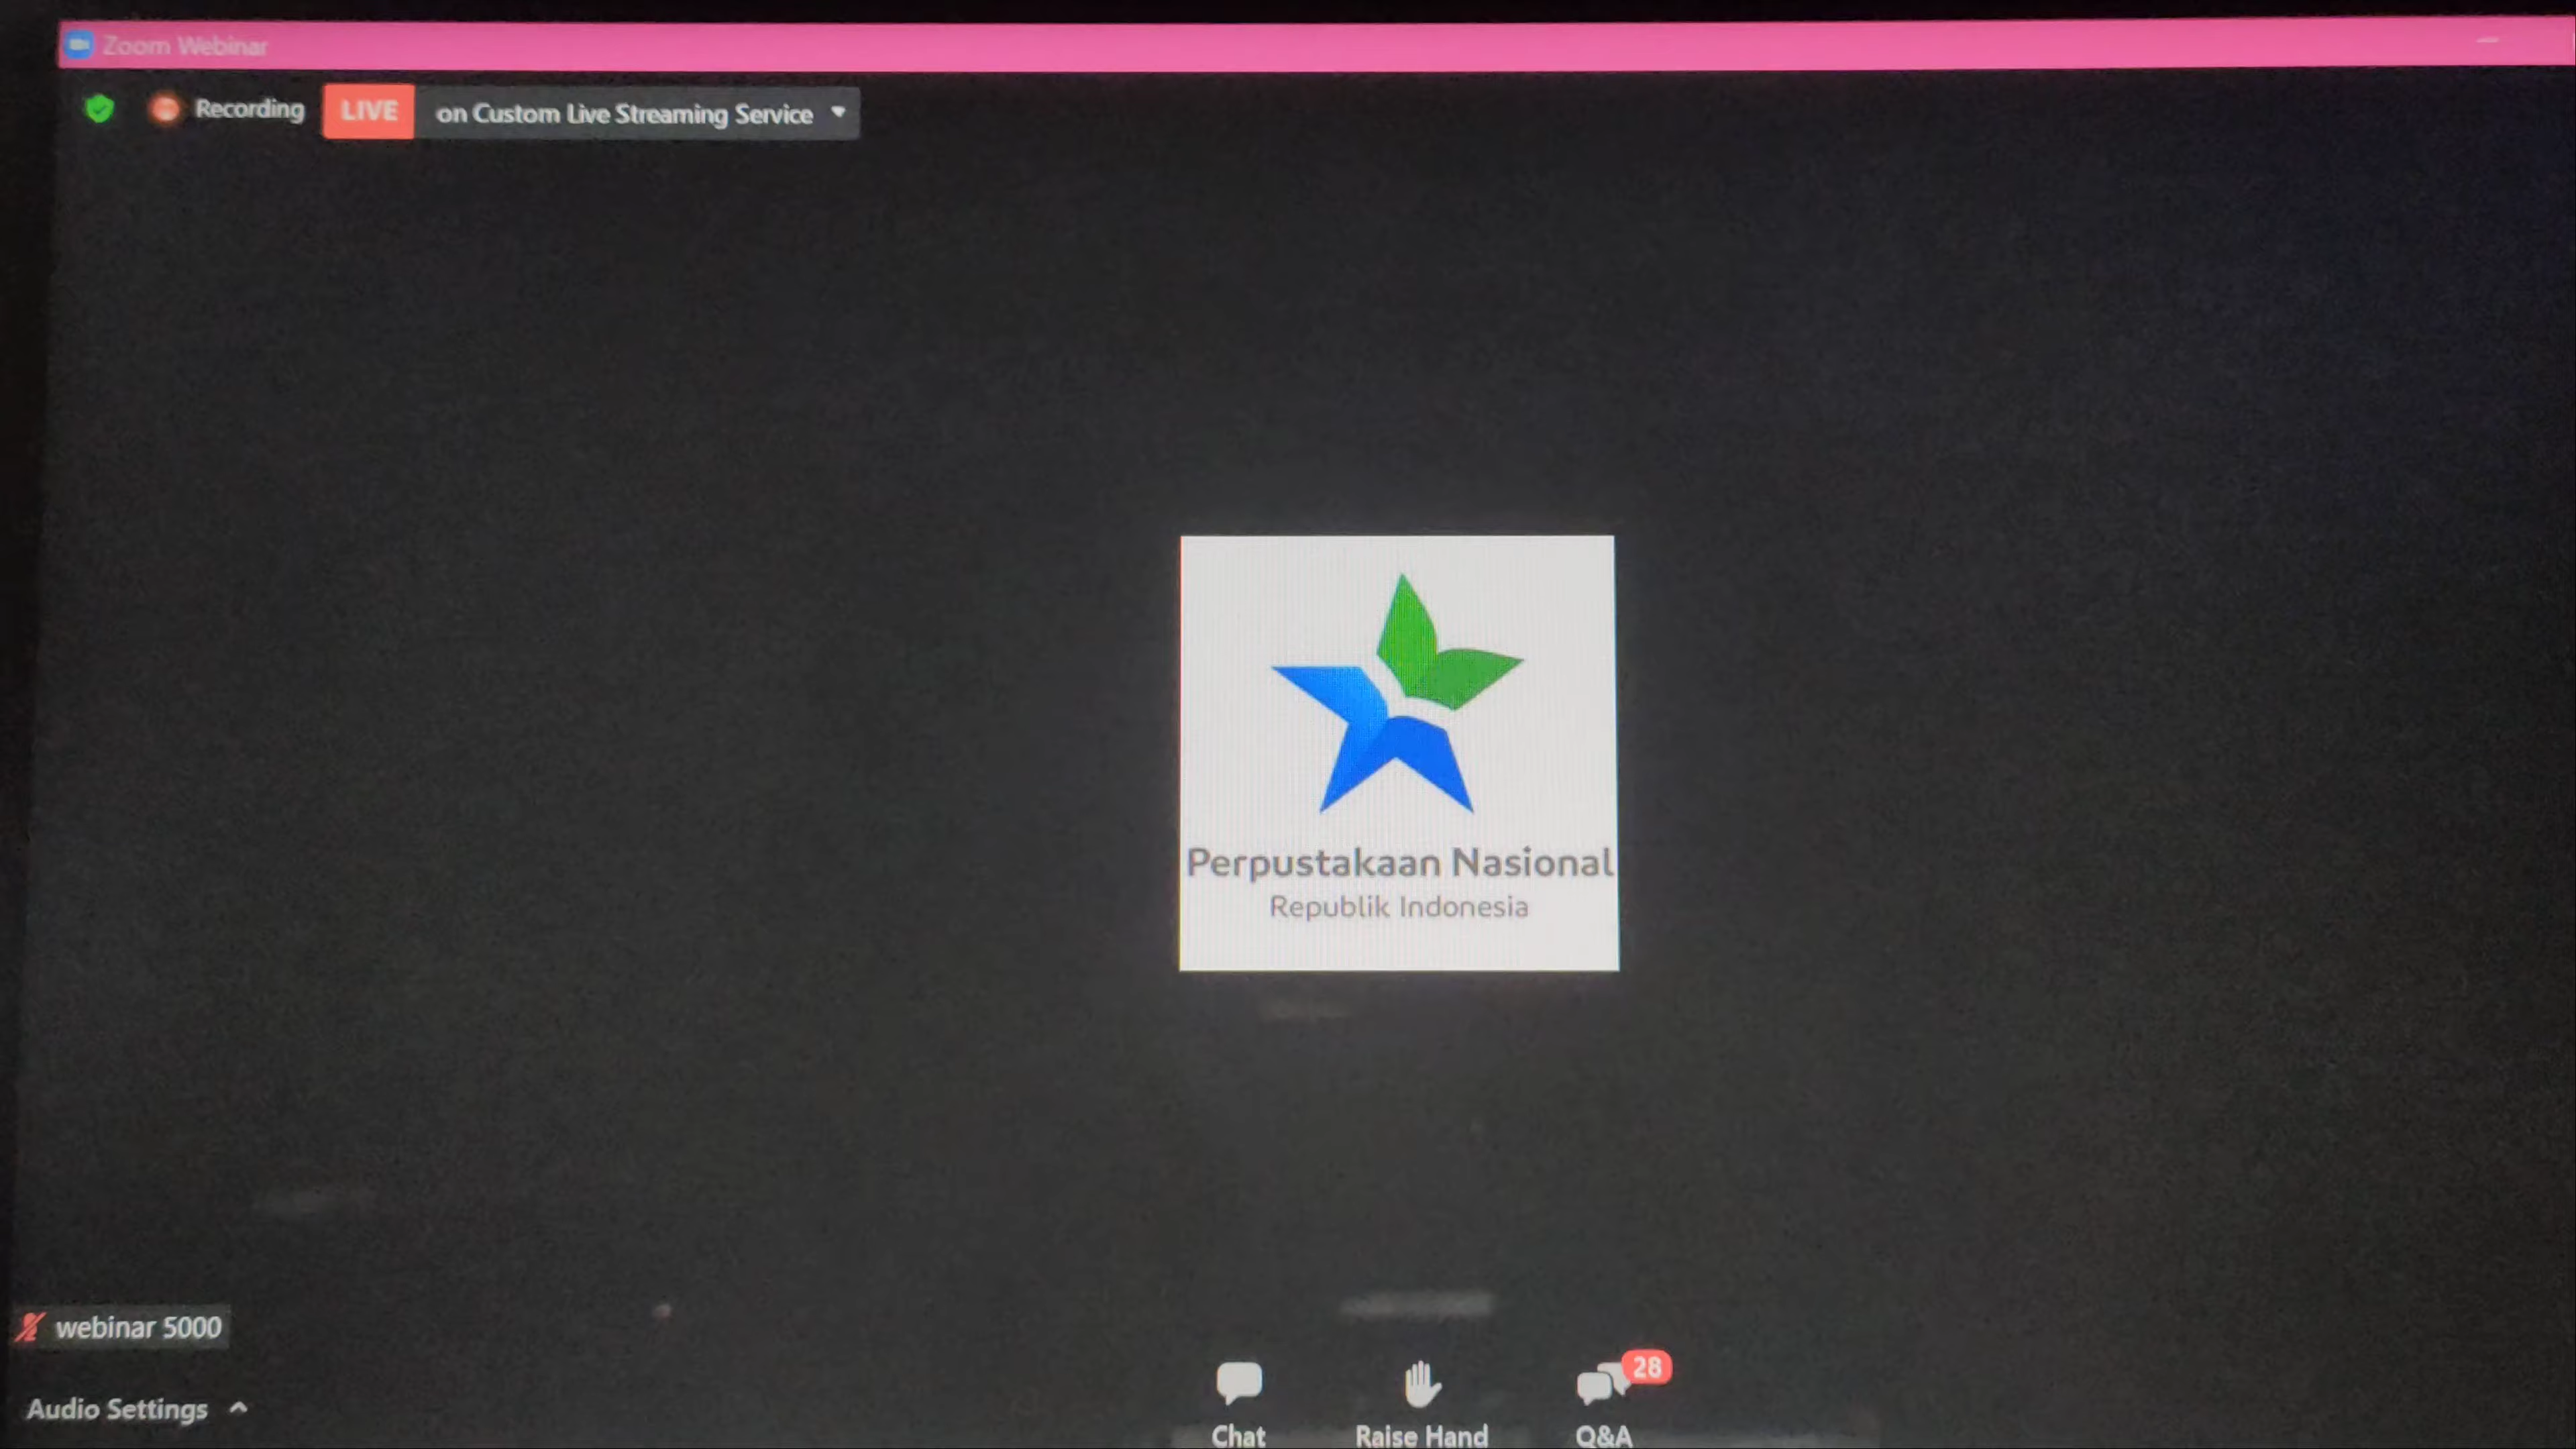 Zoom Webinar
Recording
LIVE
on Custom Live Streaming Service
Perpustakaan Nasional
Republik Indonesia
webinar 5000
Audio Settings
28
Chat
Raise Hand
Q&A